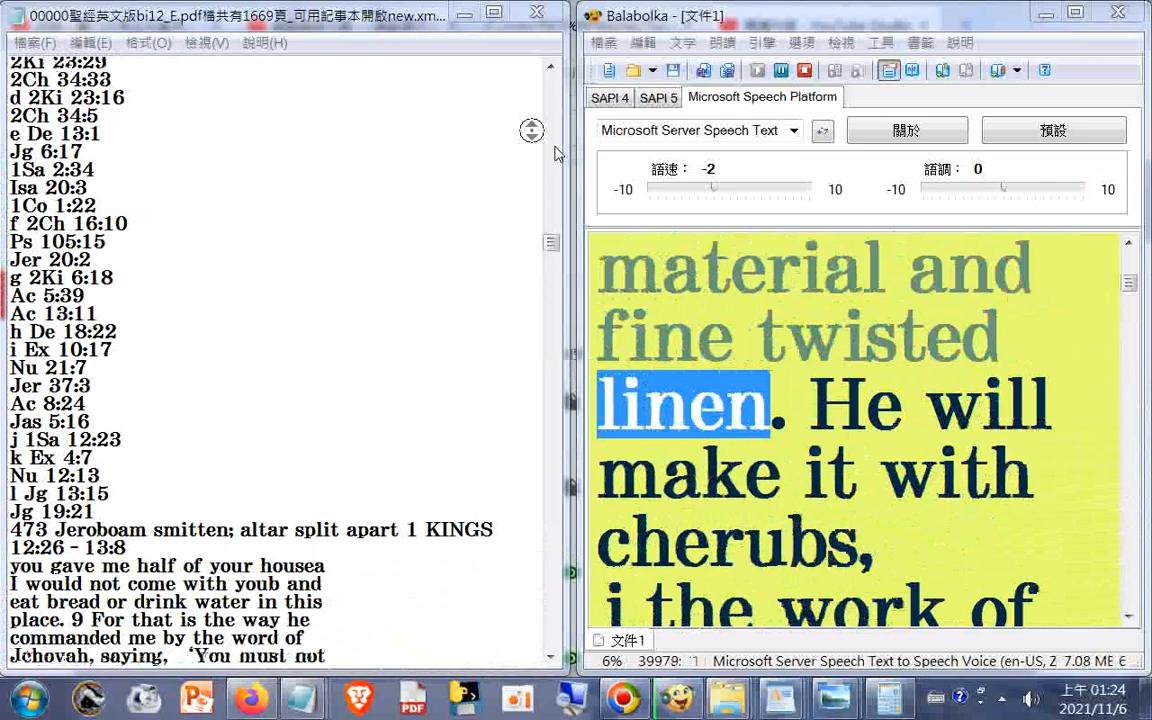 00000聖經英文版bi12_E.pdf檔共有1669頁_可用記事本開啟new.xm...
檔案(F) 編輯(E) 格式(O) 檢視(V) 說明(H)
2Ki 23:29
2Ch 34:33
d 2Ki 23:16
2Ch 34:5
e De 13:1
Jg 6:17
1Sa 2:34
Isa 20:3
1Co 1:22
f 2Ch 16:10
Ps 105:15
Jer 20:2
g 2Ki 6:18
Ac 5:39
Ac 13:11
h De 18:22
i Ex 10:17
Nu 21:7
Jer 37:3
Ac 8:24
Jas 5:16
j 1Sa 12:23
k Ex 4:7
Nu 12:13
l Jg 13:15
Jg 19:21
473 Jeroboam smitten; altar split apart 1 KINGS
12:26 – 13:8
you gave me half of your housea
I would not come with youb and
eat bread or drink water in this
place. 9 For that is the way he
commanded me by the word of
Jehovah, saying, ‘You must not
Balabolka - [文件1]
檔案 編輯 文字 朗讀 引擎 選項 檢視 工具 書籤 說明
SAPI 4 SAPI 5 Microsoft Speech Platform
Microsoft Server Speech Text 關於 預設
語速： -2 語調： 0
-10 10 -10 10
material and
fine twisted
linen. He will
make it with
cherubs,
i the work of
文件1
6% 39979: Microsoft Server Speech Text to Speech Voice (en-US, Z 7.08 MB 6
PDF
上午 01:24
2021/11/6